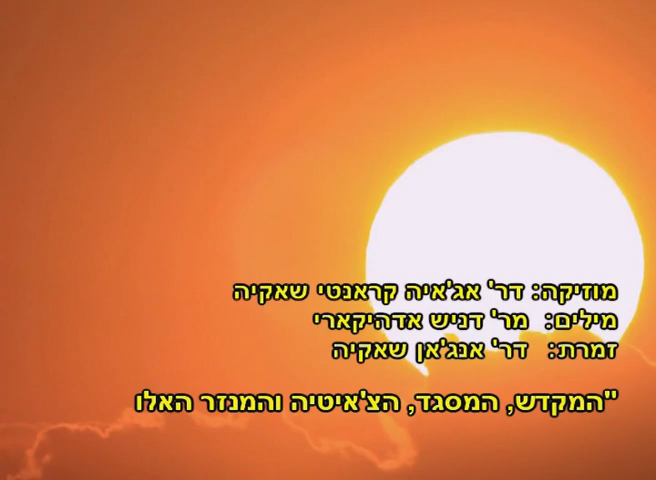 מוזיקה: דר' אג'איה קראנטי שאקיה
מילים: מר' דניש אדהיקארי
זמרת: דר' אנג'אן שאקיה
"המקדש, המסגד, הצ'איטיה והמנזר האלו